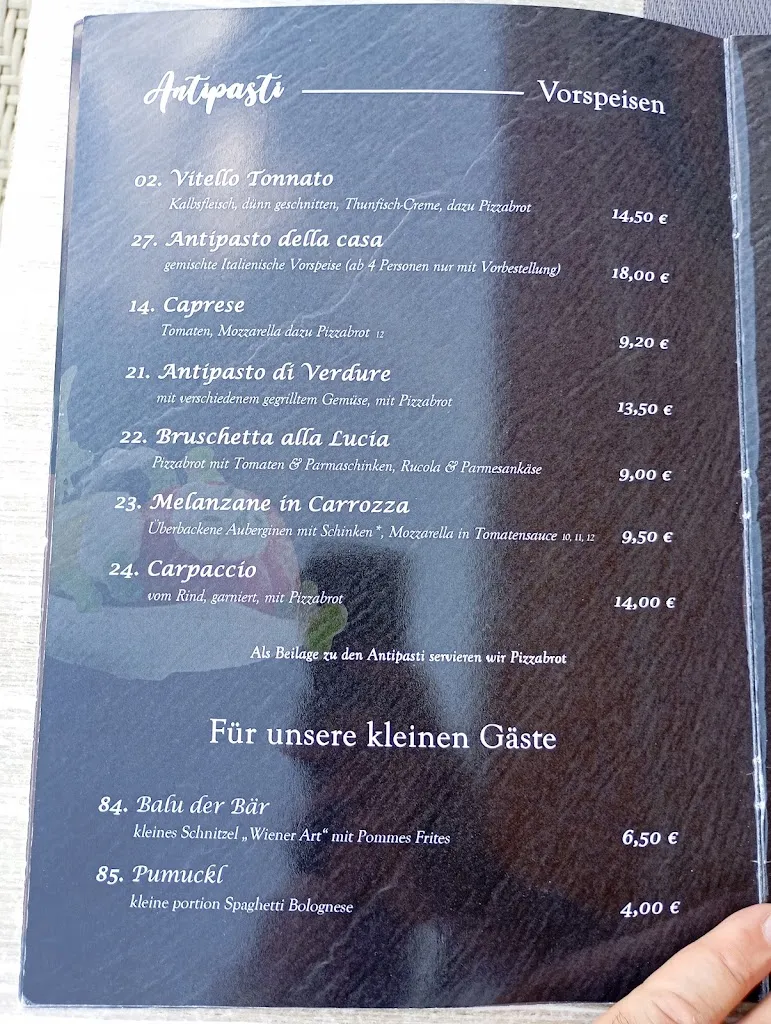 Antipasti Vorspeisen
02. Vitello Tonnato
Kalbsfleisch, dünn geschnitten, Thunfisch-Creme, dazu Pizzabrot 14,50 €
27. Antipasto della casa
gemischte Italienische Vorspeise (ab 4 Personen nur mit Vorbestellung) 18,00 €
14. Caprese
Tomaten, Mozzarella dazu Pizzabrot 12 9,20 €
21. Antipasto di Verdure
mit verschiedenem gegrilltem Gemüse, mit Pizzabrot 13,50 €
22. Bruschetta alla Lucia
Pizzabrot mit Tomaten & Parmaschinken, Rucola & Parmesankäse 9,00 €
23. Melanzane in Carrozza
Überbackene Auberginen mit Schinken*, Mozzarella in Tomatensauce 10, 11, 12 9,50 €
24. Carpaccio
vom Rind, garniert, mit Pizzabrot 14,00 €
Als Beilage zu den Antipasti servieren wir Pizzabrot
Für unsere kleinen Gäste
84. Balu der Bär
kleines Schnitzel „Wiener Art“ mit Pommes Frites 6,50 €
85. Pumuckl
kleine portion Spaghetti Bolognese 4,00 €